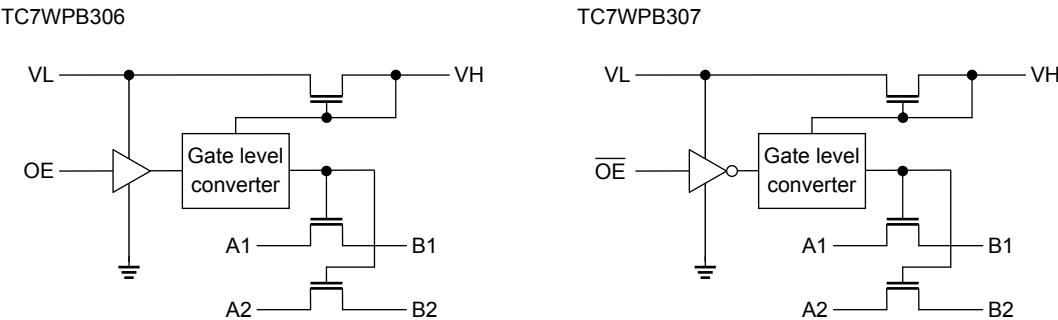 TC7WPB306
VL
VH
OE
Gate level
converter
A1
B1
A2
B2
TC7WPB307
VL
VH
OE
Gate level
converter
A1
B1
A2
B2